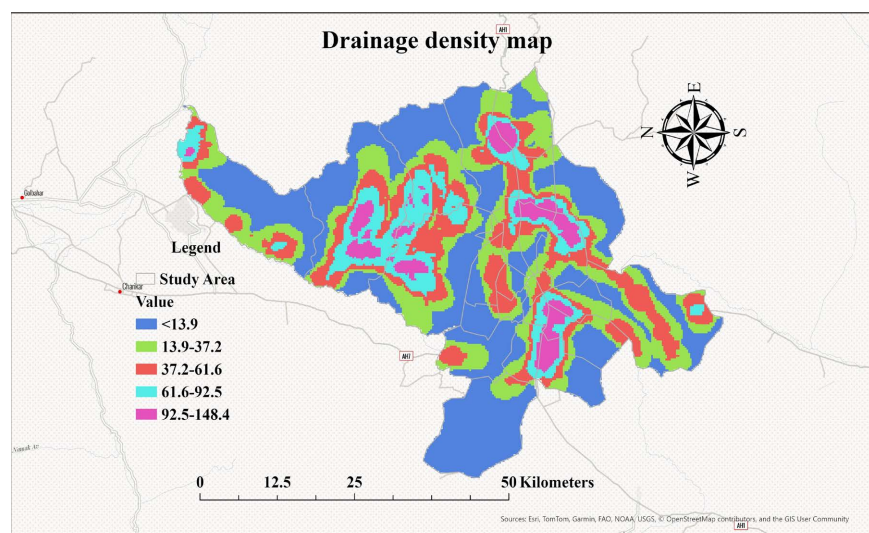 AH1
Drainage density map
E
N
S
W
Galbakar
Legend
Study Area
Charikar
Value
<13.9
13.9-37.2
37.2-61.6
61.6-92.5
92.5-148.4
AH7
0 12.5 25 50 Kilometers
Sources: Esri, TomTom, Garmin, FAO, NOAA, USGS, © OpenStreetMap contributors, and the GIS User Community
AH1